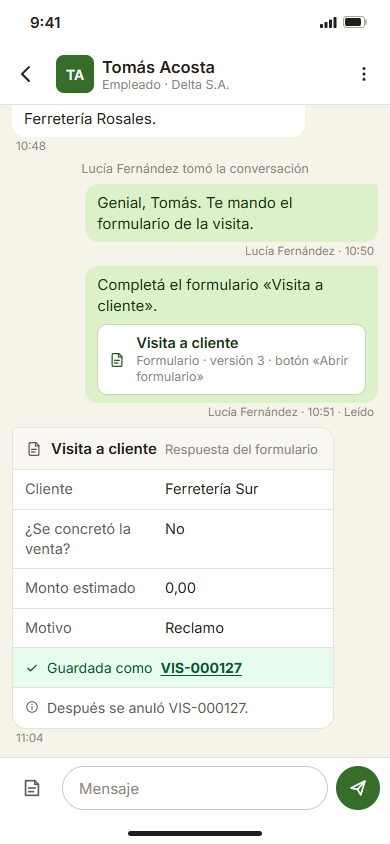 9:41
TA
Tomás Acosta
Empleado · Delta S.A.
Ferretería Rosales.
10:48
Lucía Fernández tomó la conversación
Genial, Tomás. Te mando el
formulario de la visita.
Lucía Fernández · 10:50
Completá el formulario «Visita a
cliente».
Visita a cliente
Formulario · versión 3 · botón «Abrir
formulario»
Lucía Fernández · 10:51 · Leído
Visita a cliente Respuesta del formulario
Cliente Ferretería Sur
¿Se concretó la No
venta?
Monto estimado 0,00
Motivo Reclamo
Guardada como VIS-000127
Después se anuló VIS-000127.
11:04
Mensaje